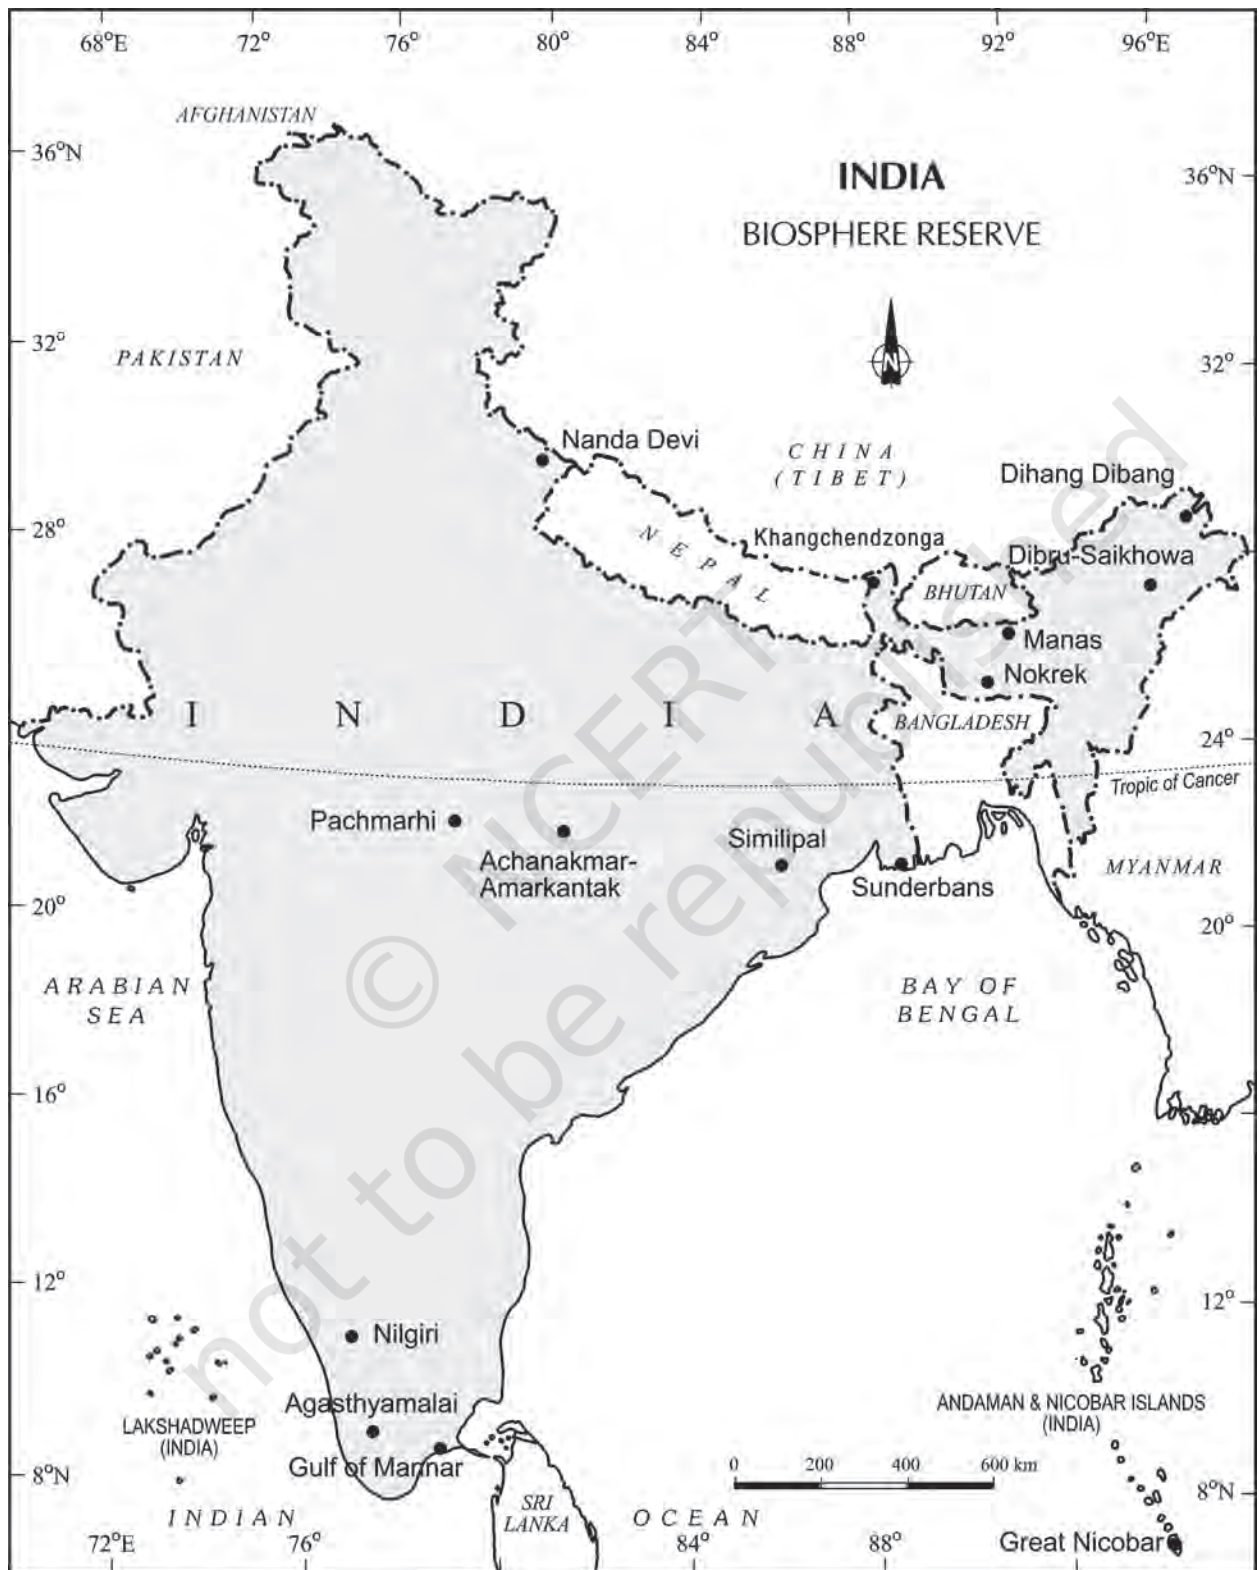 68°E 72° 76° 80° 84° 88° 92° 96°E
AFGHANISTAN
36°N
INDIA
36°N
BIOSPHERE RESERVE
N
32°
PAKISTAN
32°
Nanda Devi
CHINA
(TIBET)
Dihang Dibang
28°
NEPAL
Khangchendzonga
28°
Dibru-Saikhowa
BHUTAN
Manas
Nokrek
INDIA
BANGLADESH
24°
Tropic of Cancer
Pachmarhi
Achanakmar-
Amarkantak
Similipal
Sunderbans
MYANMAR
20°
20°
ARABIAN
SEA
BAY OF
BENGAL
16°
12°
12°
Nilgiri
Agasthyamalai
LAKSHADWEEP
(INDIA)
ANDAMAN & NICOBAR ISLANDS
(INDIA)
Gulf of Mannar
8°N
0 200 400 600 km
8°N
SRI
LANKA
INDIAN OCEAN
Great Nicobar
72°E 76° 84° 88°
© NCERT
not to be republished